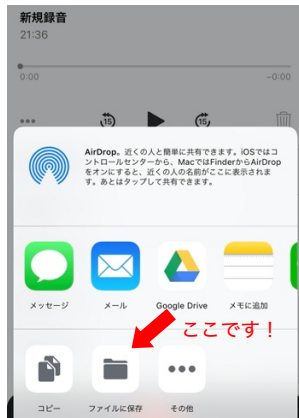 新規録音
21:36
0:00
−0:00
15
15
AirDrop。近くの人と簡単に共有できます。iOSではコ
ントロールセンターから、MacではFinderからAirDrop
をオンにすると、近くの人の名前がここに表示されま
す。あとはタップして共有できます。
メッセージ
メール
Google Drive
メモに追加
ここです！
コピー
ファイルに保存
その他